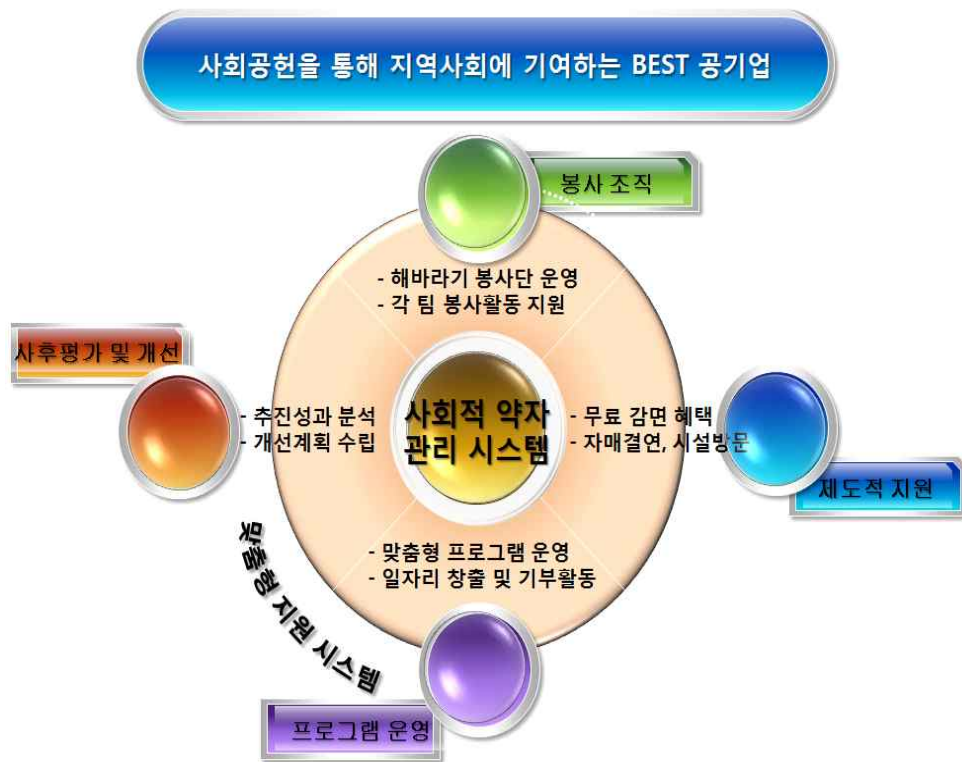 사회공헌을 통해 지역사회에 기여하는 BEST 공기업
봉사 조직
- 해바라기 봉사단 운영
- 각 팀 봉사활동 지원
사후평가 및 개선
- 추진성과 분석
- 개선계획 수립
사회적 약자
관리 시스템
- 무료 감면 혜택
- 자매결연, 시설방문
제도적 지원
- 맞춤형 프로그램 운영
- 일자리 창출 및 기부활동
맞춤형 지원 시스템
프로그램 운영